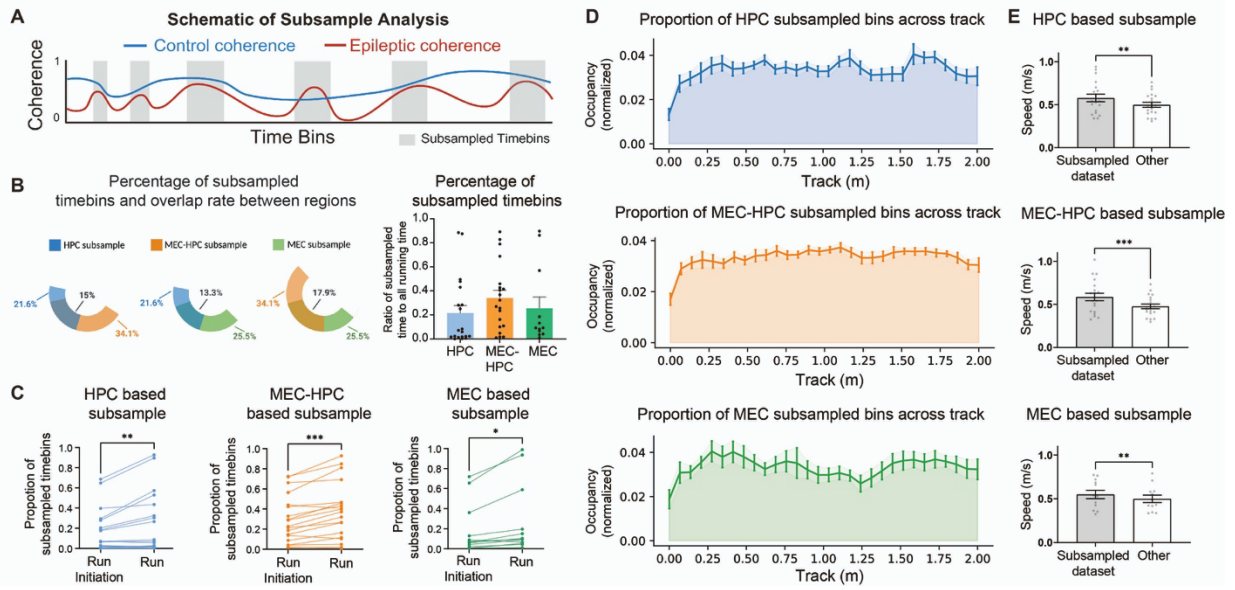 A
Schematic of Subsample Analysis
Control coherence
Epileptic coherence
Coherence
1
0
Time Bins
Subsampled Timebins
B
Percentage of subsampled
timebins and overlap rate between regions
HPC subsample
MEC-HPC subsample
MEC subsample
21.6%
15%
34.1%
21.6%
13.3%
25.5%
34.1%
17.9%
25.5%
Percentage of
subsampled timebins
Ratio of subsampled
time to all running time
1.0
0.8
0.6
0.4
0.2
0.0
HPC
MEC-
HPC
MEC
C
HPC based
subsample
**
Propotion of
subsampled timebins
1.0
0.8
0.6
0.4
0.2
0.0
Run
Initiation
Run
MEC-HPC
based subsample
***
Proportion of
subsampled timebins
1.0
0.8
0.6
0.4
0.2
0.0
Run
Initiation
Run
MEC based
subsample
*
Proportion of
subsampled timebins
1.0
0.8
0.6
0.4
0.2
0.0
Run
Initiation
Run
D
Proportion of HPC subsampled bins across track
Occupancy
(normalized)
0.04
0.02
0.00
0.00 0.25 0.50 0.75 1.00 1.25 1.50 1.75 2.00
Track (m)
Proportion of MEC-HPC subsampled bins across track
Occupancy
(normalized)
0.04
0.02
0.00
0.00 0.25 0.50 0.75 1.00 1.25 1.50 1.75 2.00
Track (m)
Proportion of MEC subsampled bins across track
Occupancy
(normalized)
0.04
0.02
0.00
0.00 0.25 0.50 0.75 1.00 1.25 1.50 1.75 2.00
Track (m)
E
HPC based subsample
**
Speed (m/s)
1.0
0.5
0.0
Subsampled
dataset
Other
MEC-HPC based subsample
***
Speed (m/s)
1.0
0.5
0.0
Subsampled
dataset
Other
MEC based subsample
**
Speed (m/s)
1.0
0.5
0.0
Subsampled
dataset
Other